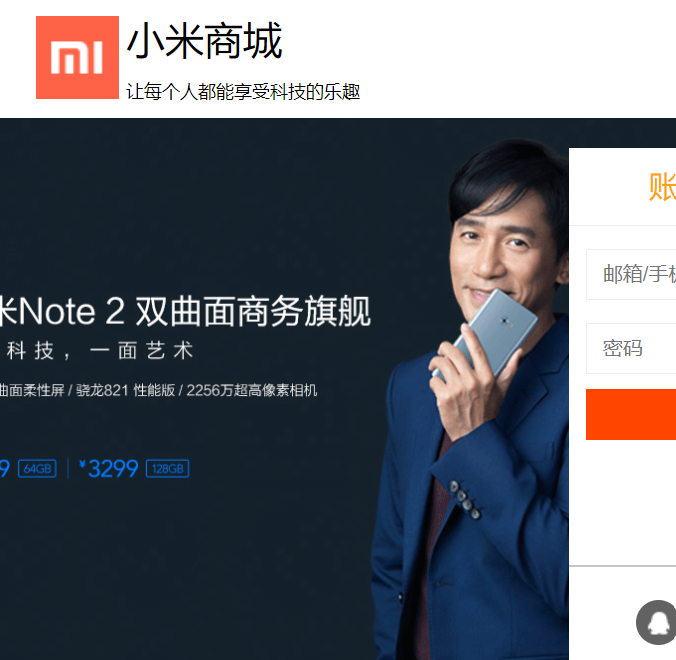 mi
小米商城
让每个人都能享受科技的乐趣
账
邮箱/手机
密码
米Note 2 双曲面商务旗舰
科技，一面艺术
曲面柔性屏 / 骁龙821 性能版 / 2256万超高像素相机
9 64GB ¥3299 128GB